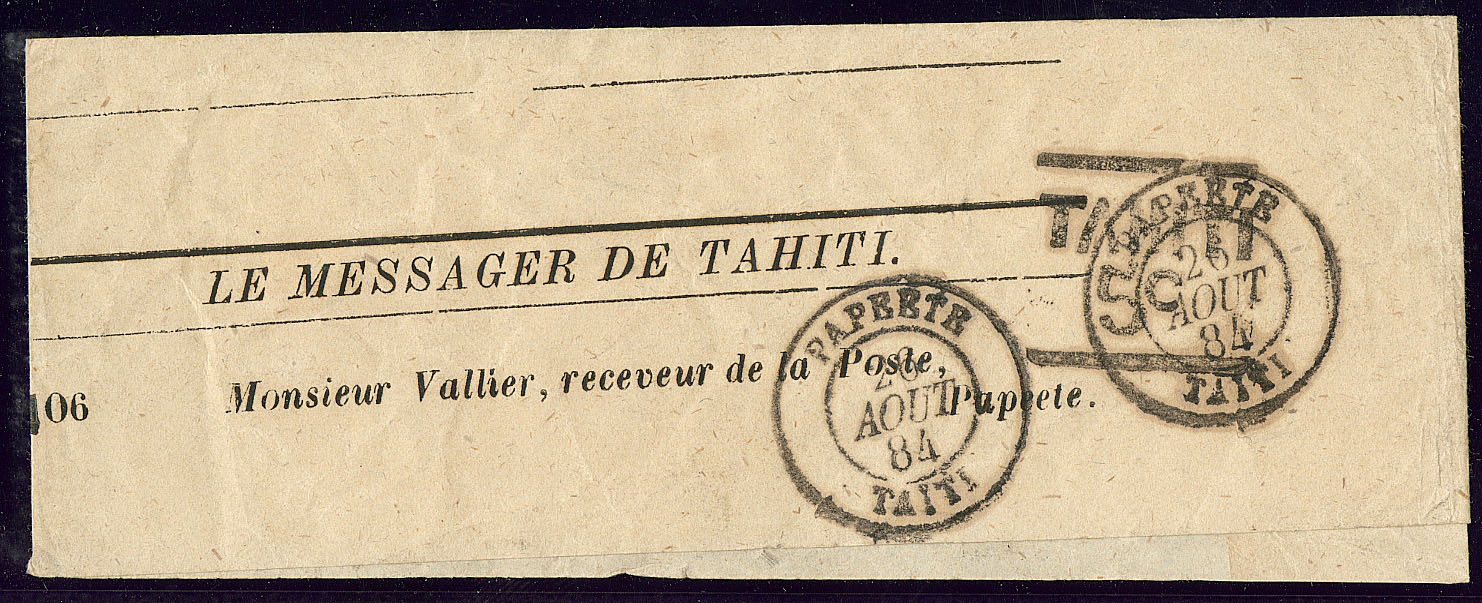 LE MESSAGER DE TAHITI.
106 Monsieur Vallier, receveur de la Poste,
Papeete.
PAPEETE
26
AOUT
84
TAITI
PAPEETE
26
AOUT
84
TAITI